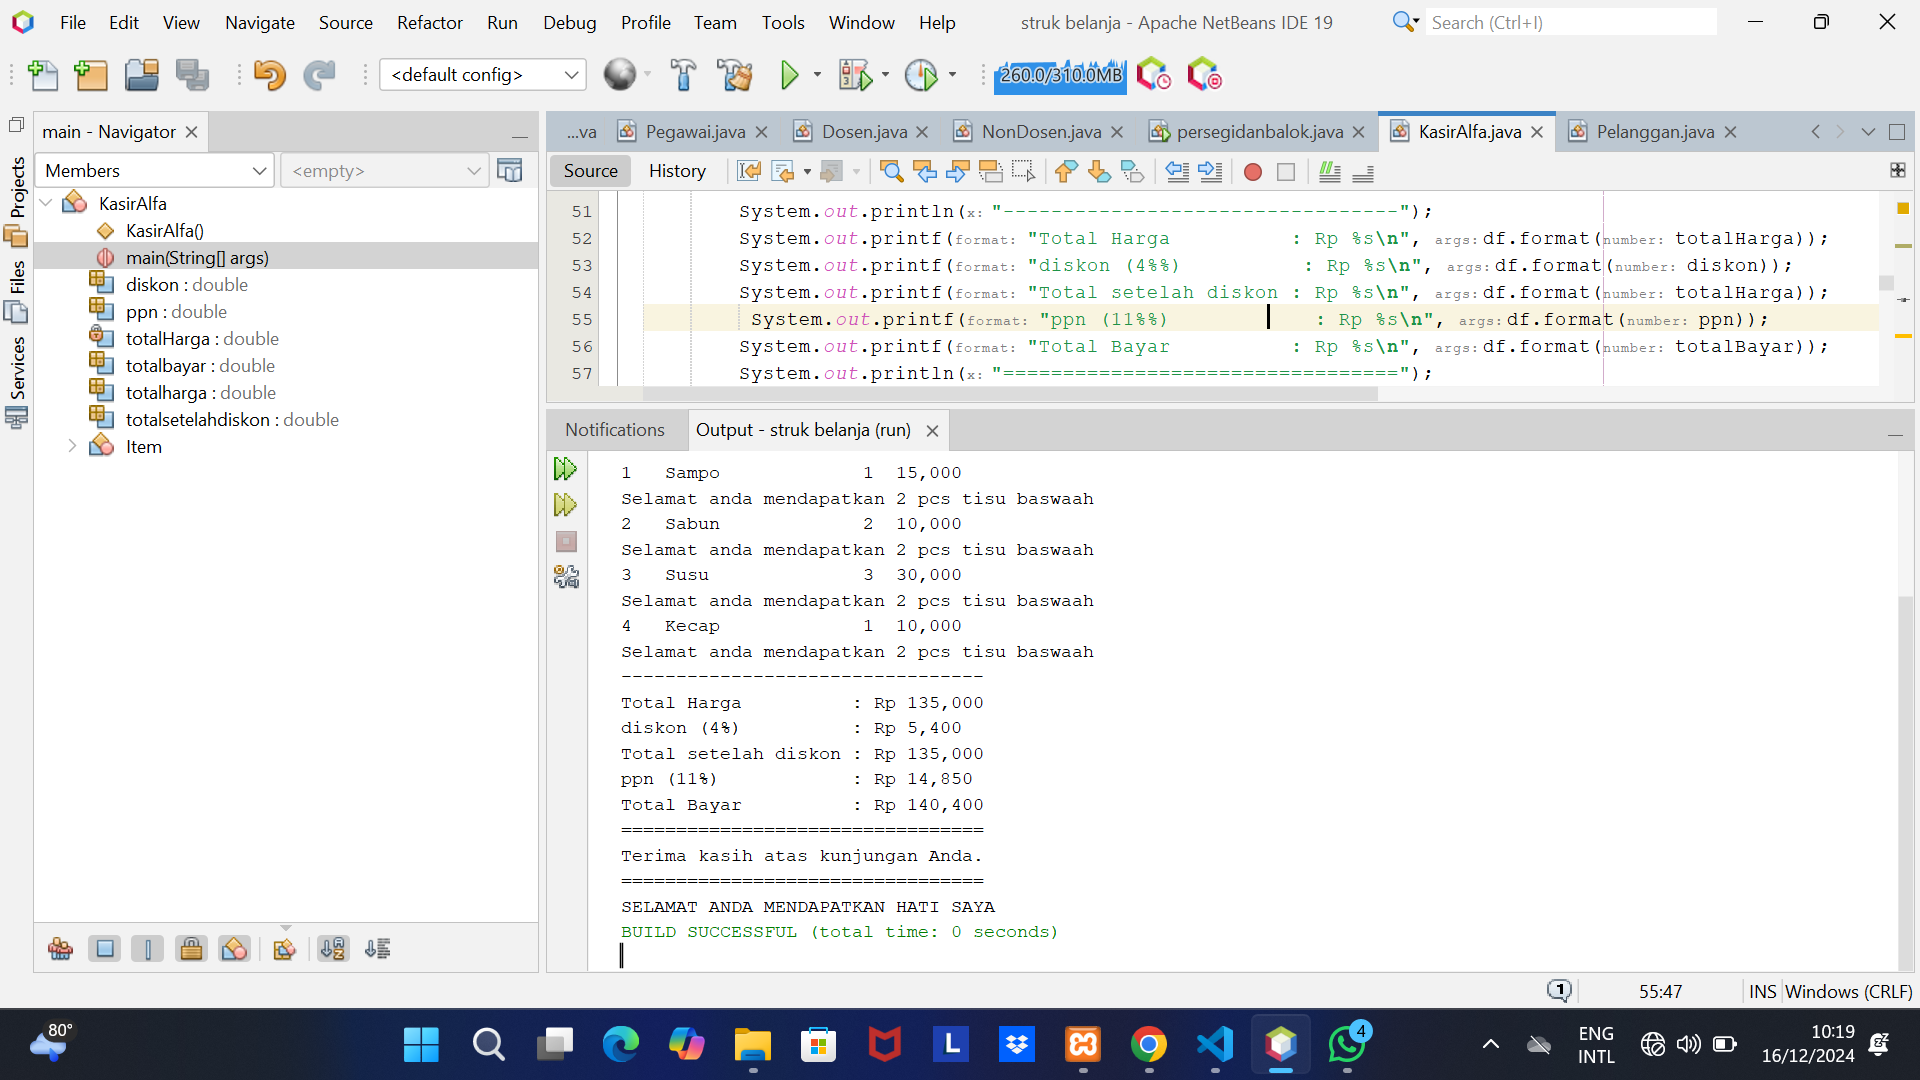 File Edit View Navigate Source Refactor Run Debug Profile Team Tools Window Help struk belanja - Apache NetBeans IDE 19 Search (Ctrl+I)
<default config> 260.0/310.0MB
main - Navigator
...va Pegawai.java Dosen.java NonDosen.java persegidanbalok.java KasirAlfa.java Pelanggan.java
Members <empty>
Source History
Projects
Files
Services
KasirAlfa
KasirAlfa()
main(String[] args)
diskon : double
ppn : double
totalHarga : double
totalbayar : double
totalharga : double
totalsetelahdiskon : double
Item
51 System.out.println(x: "---------------------------------");
52 System.out.printf(format: "Total Harga          : Rp %s\n", args: df.format(number: totalHarga));
53 System.out.printf(format: "diskon (4%%)          : Rp %s\n", args: df.format(number: diskon));
54 System.out.printf(format: "Total setelah diskon : Rp %s\n", args: df.format(number: totalHarga));
55 System.out.printf(format: "ppn (11%%)            : Rp %s\n", args: df.format(number: ppn));
56 System.out.printf(format: "Total Bayar          : Rp %s\n", args: df.format(number: totalBayar));
57 System.out.println(x: "=================================");
Notifications Output - struk belanja (run)
1   Sampo             1  15,000
Selamat anda mendapatkan 2 pcs tisu baswaah
2   Sabun             2  10,000
Selamat anda mendapatkan 2 pcs tisu baswaah
3   Susu              3  30,000
Selamat anda mendapatkan 2 pcs tisu baswaah
4   Kecap             1  10,000
Selamat anda mendapatkan 2 pcs tisu baswaah
---------------------------------
Total Harga          : Rp 135,000
diskon (4%)          : Rp 5,400
Total setelah diskon : Rp 135,000
ppn (11%)            : Rp 14,850
Total Bayar          : Rp 140,400
=================================
Terima kasih atas kunjungan Anda.
=================================
SELAMAT ANDA MENDAPATKAN HATI SAYA
BUILD SUCCESSFUL (total time: 0 seconds)
1 55:47 INS Windows (CRLF)
80° L 4 ENG 10:19
INTL 16/12/2024